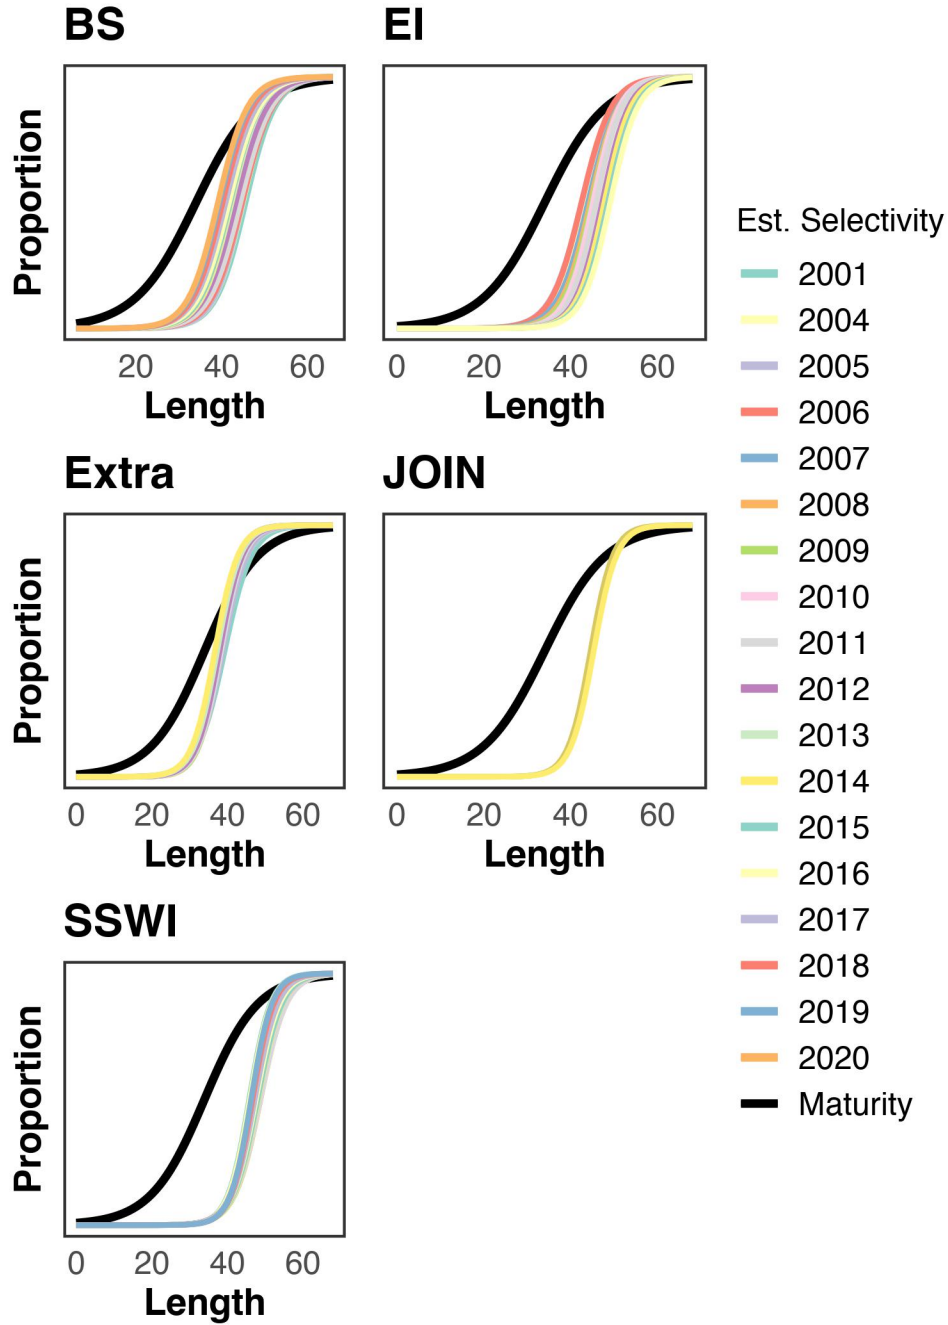 BS
EI
Proportion
20 40 60
0 20 40 60
Length
Length
Extra
JOIN
Proportion
0 20 40 60
0 20 40 60
Length
Length
SSWI
Proportion
0 20 40 60
Length
Est. Selectivity
2001
2004
2005
2006
2007
2008
2009
2010
2011
2012
2013
2014
2015
2016
2017
2018
2019
2020
Maturity